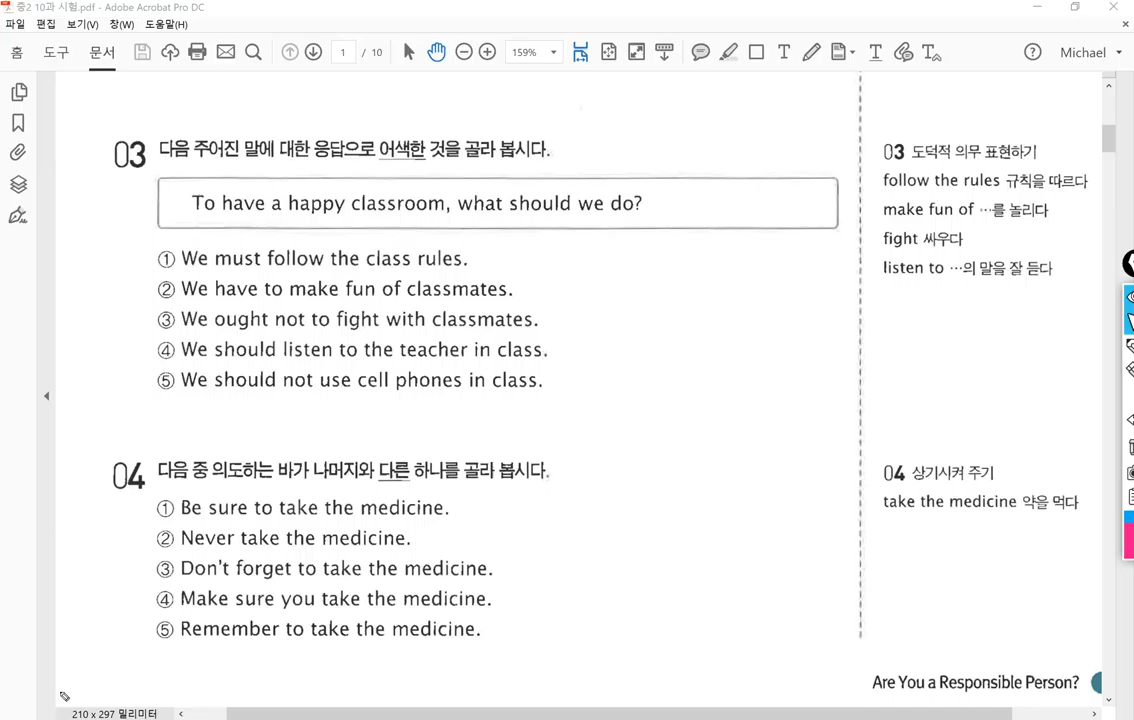 중2 10과 시험.pdf - Adobe Acrobat Pro DC
파일 편집 보기(V) 창(W) 도움말(H)
홈 도구 문서 1 / 10 159% Michael
03 다음 주어진 말에 대한 응답으로 어색한 것을 골라 봅시다.
To have a happy classroom, what should we do?
① We must follow the class rules.
② We have to make fun of classmates.
③ We ought not to fight with classmates.
④ We should listen to the teacher in class.
⑤ We should not use cell phones in class.
03 도덕적 의무 표현하기
follow the rules 규칙을 따르다
make fun of …를 놀리다
fight 싸우다
listen to …의 말을 잘 듣다
04 다음 중 의도하는 바가 나머지와 다른 하나를 골라 봅시다.
① Be sure to take the medicine.
② Never take the medicine.
③ Don't forget to take the medicine.
④ Make sure you take the medicine.
⑤ Remember to take the medicine.
04 상기시켜 주기
take the medicine 약을 먹다
Are You a Responsible Person?
210 x 297 밀리미터